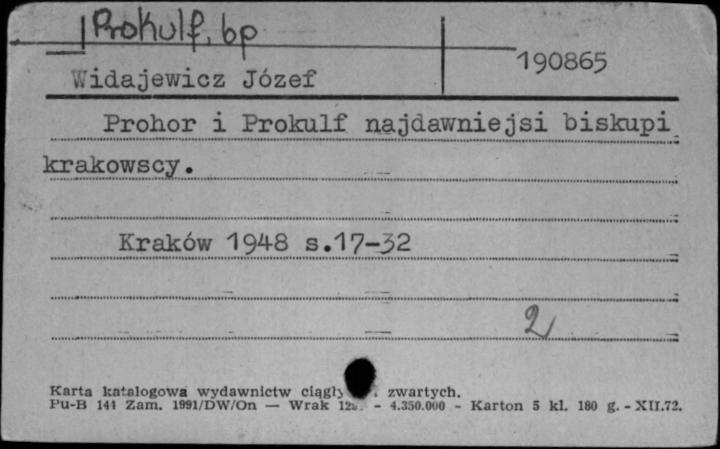 Prokulf, bp
190865
Widajewicz Józef
Prohor i Prokulf najdawniejsi biskupi
krakowscy.
Kraków 1948 s.17-32
2
Karta katalogowa wydawnictw zwartych.
Pu-B 141 Zam. 1991/DW/On — Wrak - 4.350.000 - Karton 5 kl. 180 g. - XII.72.